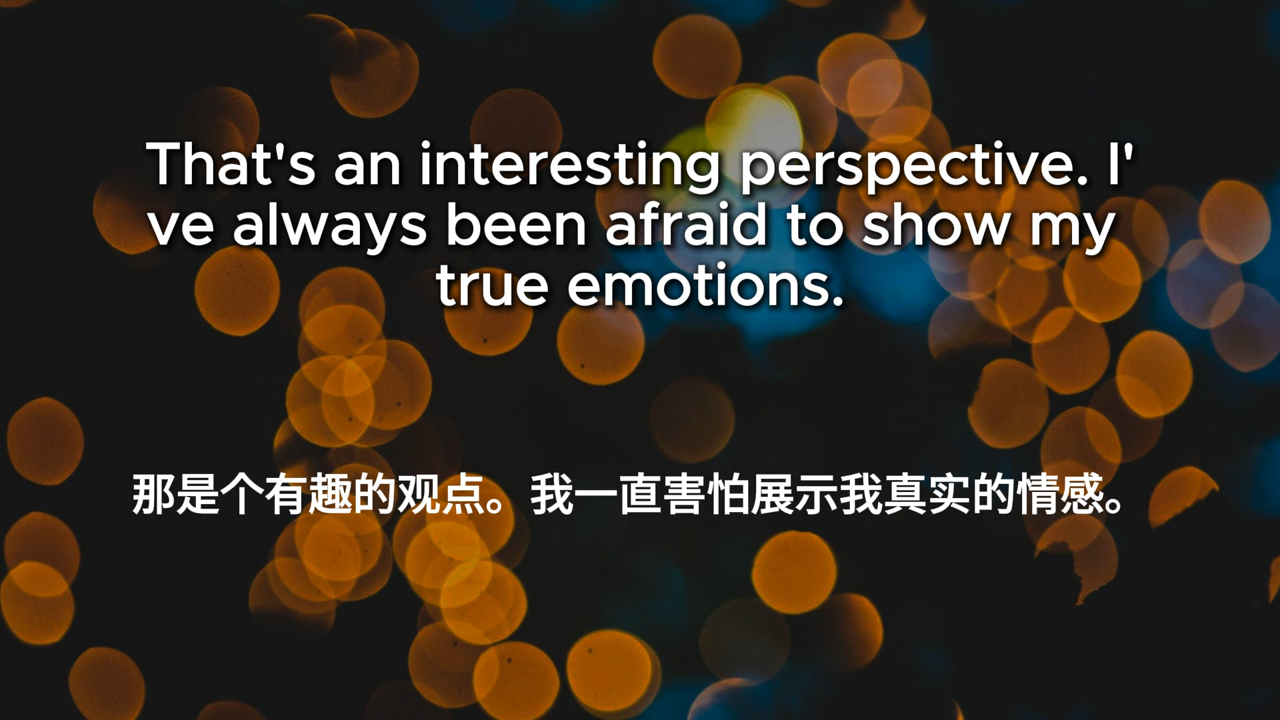 That's an interesting perspective. I'
ve always been afraid to show my
true emotions.
那是个有趣的观点。我一直害怕展示我真实的情感。